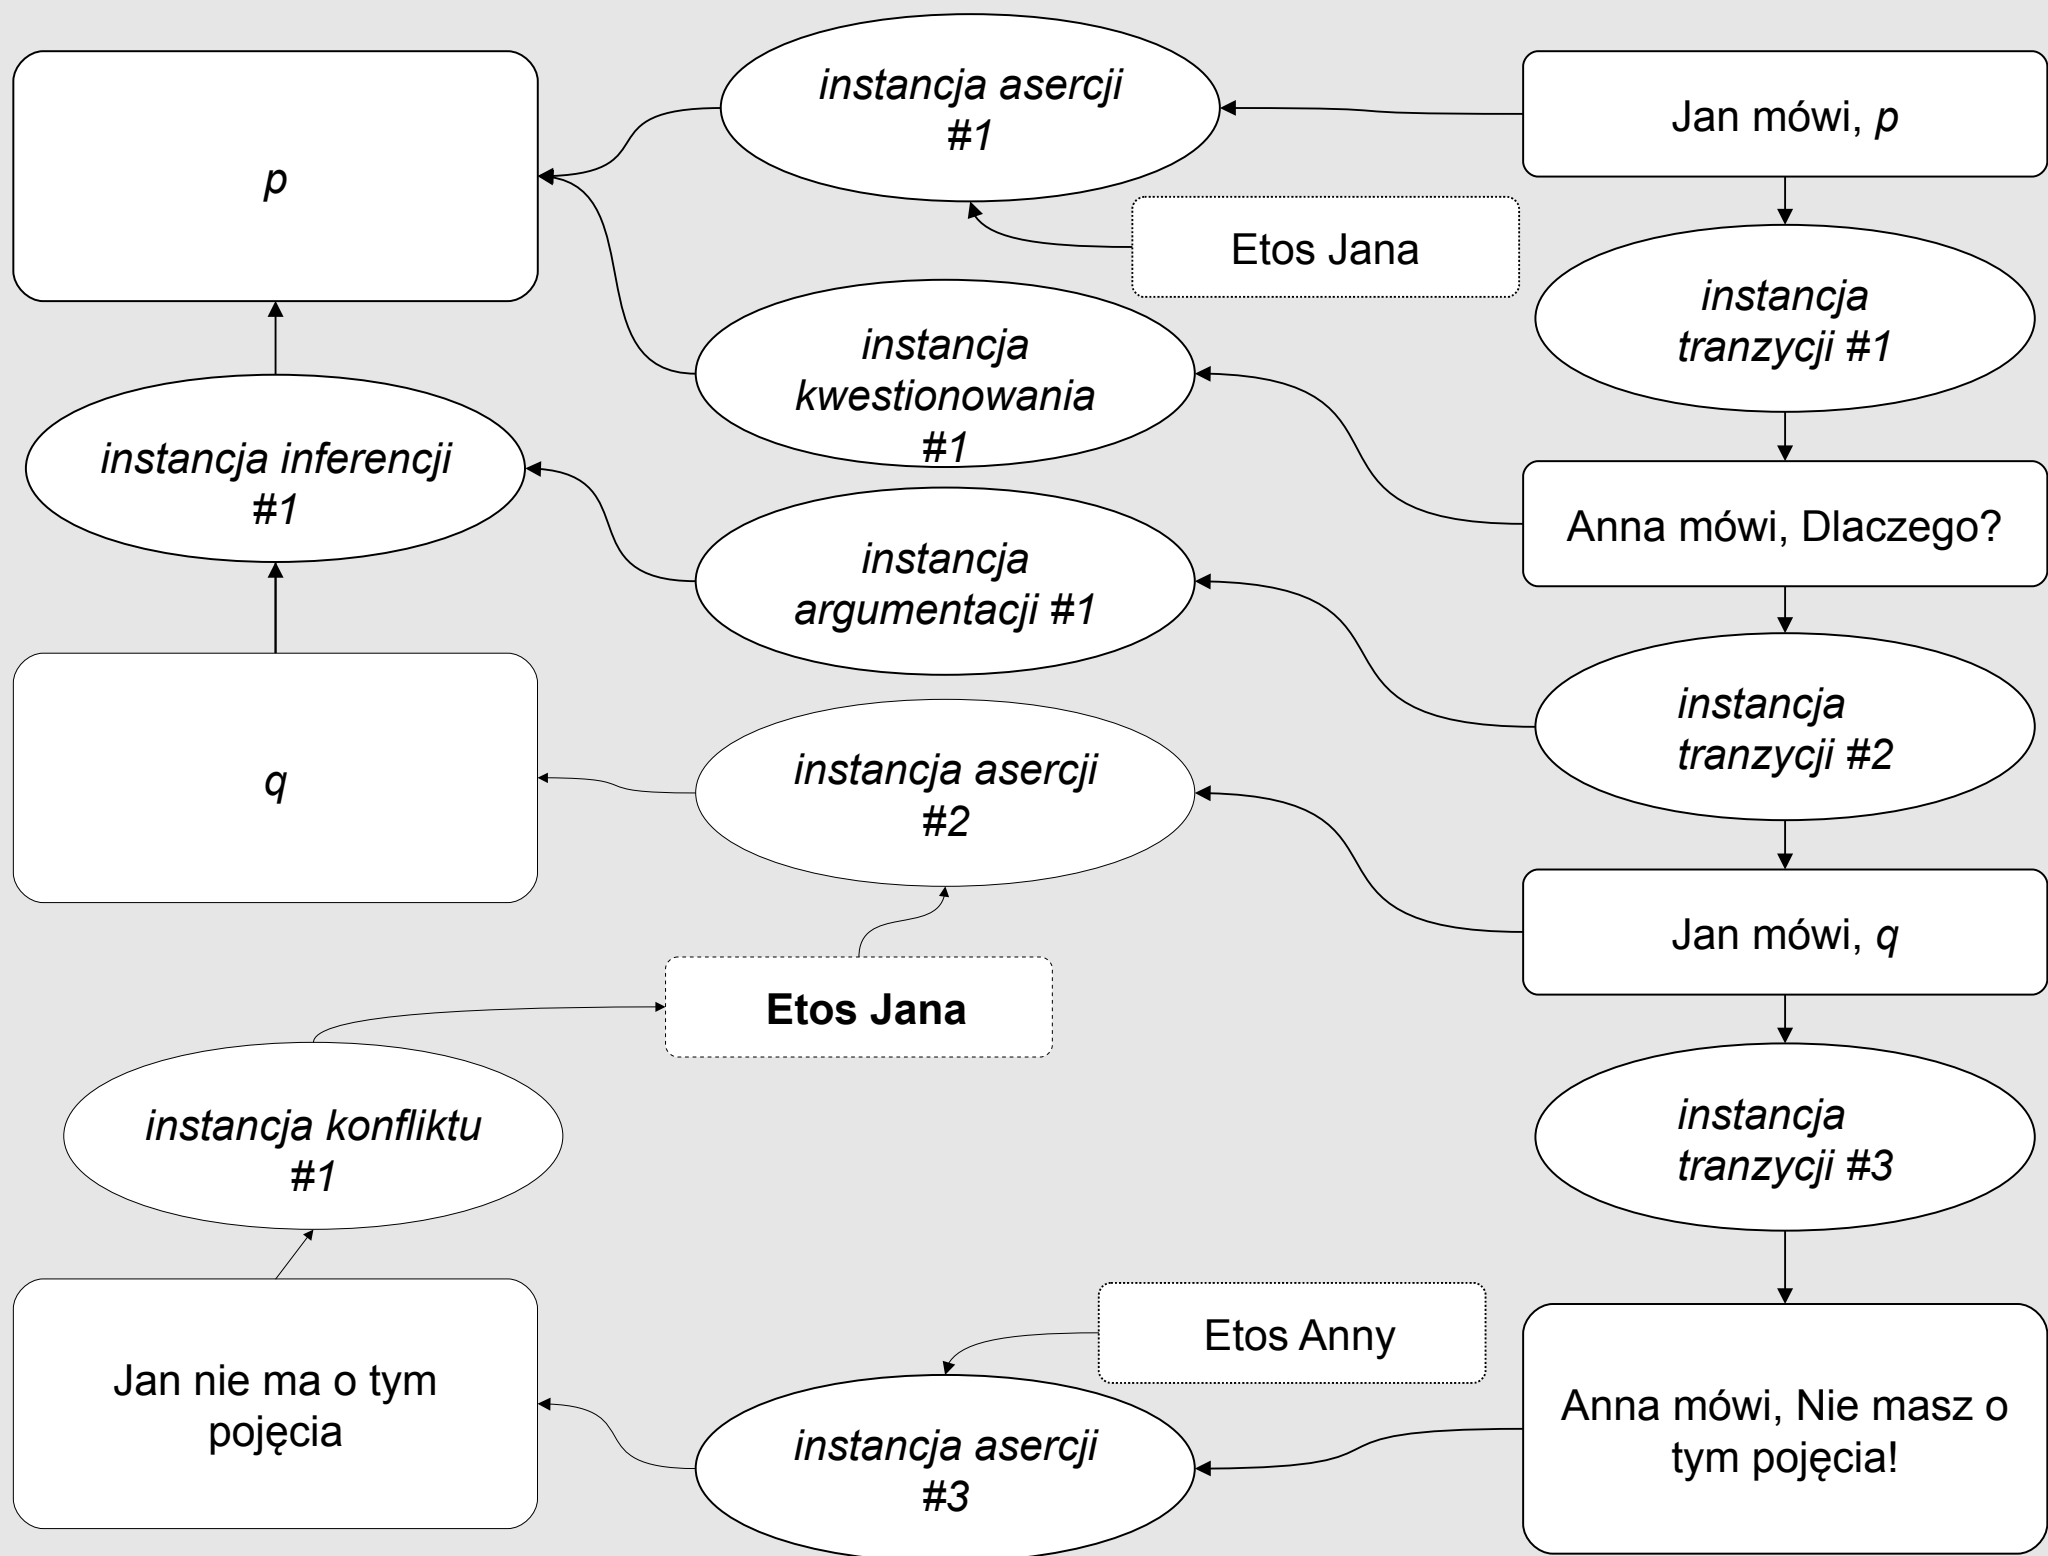 instancja asercji
#1
Jan mówi, p
p
Etos Jana
instancja
tranzycji #1
instancja
kwestionowania
#1
instancja inferencji
#1
Anna mówi, Dlaczego?
instancja
argumentacji #1
instancja
tranzycji #2
q
instancja asercji
#2
Jan mówi, q
Etos Jana
instancja konfliktu
#1
instancja
tranzycji #3
Etos Anny
Jan nie ma o tym
pojęcia
Anna mówi, Nie masz o
tym pojęcia!
instancja asercji
#3